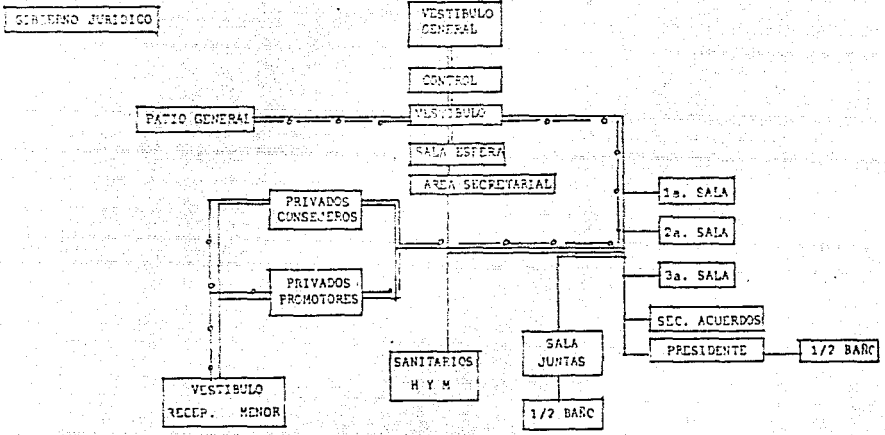 GOBIERNO JURIDICO
VESTIBULO
GENERAL
CONTROL
PATIO GENERAL
VESTIBULO
SALA ESPERA
AREA SECRETARIAL
PRIVADOS
CONSEJEROS
1a. SALA
2a. SALA
PRIVADOS
PROMOTORES
3a. SALA
SEC. ACUERDOS
SALA
JUNTAS
PRESIDENTE
1/2 BAÑO
SANITARIOS
H Y M
VESTIBULO
RECEP. MENOR
1/2 BAÑO